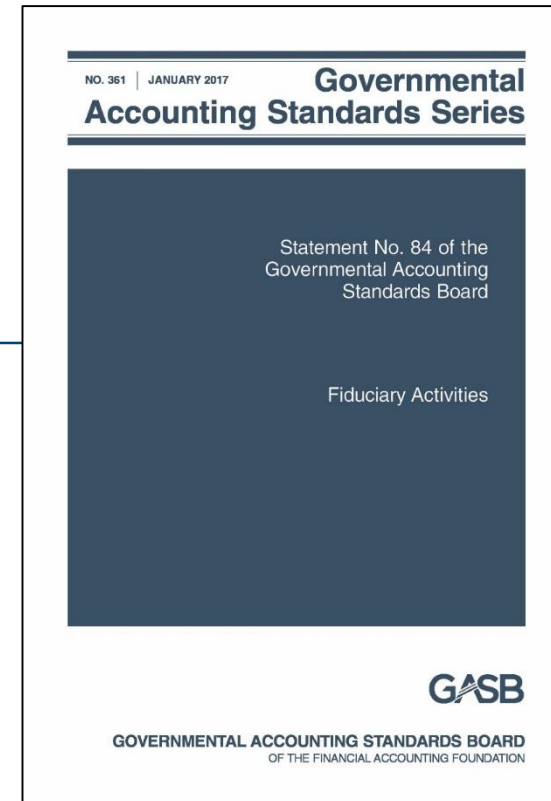 NO. 361 | JANUARY 2017 Governmental
Accounting Standards Series
Statement No. 84 of the
Governmental Accounting
Standards Board
Fiduciary Activities
GASB
GOVERNMENTAL ACCOUNTING STANDARDS BOARD
OF THE FINANCIAL ACCOUNTING FOUNDATION